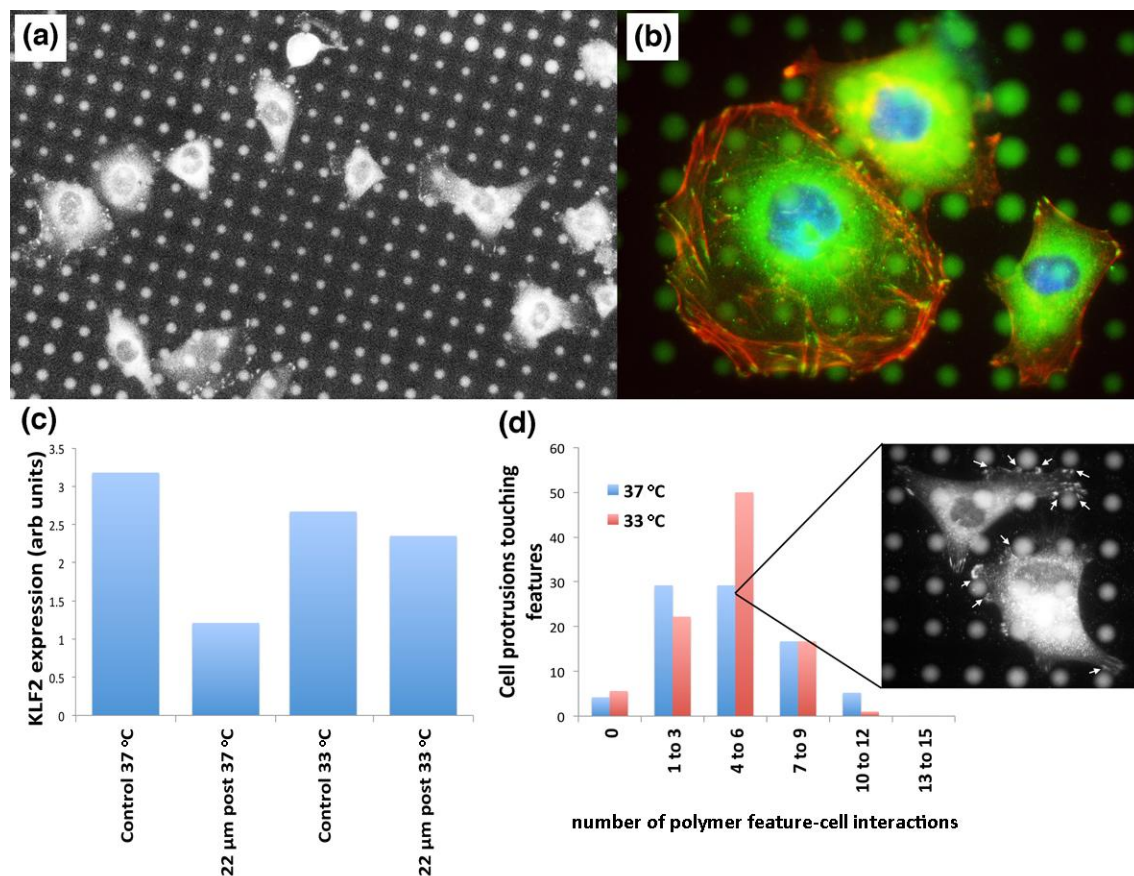 (a)
(b)
(c)
KLF2 expression (arb units)
3.5
3
2.5
2
1.5
1
0.5
0
Control 37 °C
22 µm post 37 °C
Control 33 °C
22 µm post 33 °C
(d)
Cell protrusions touching
features
60
50
40
30
20
10
0
37 °C
33 °C
0
1 to 3
4 to 6
7 to 9
10 to 12
13 to 15
number of polymer feature-cell interactions